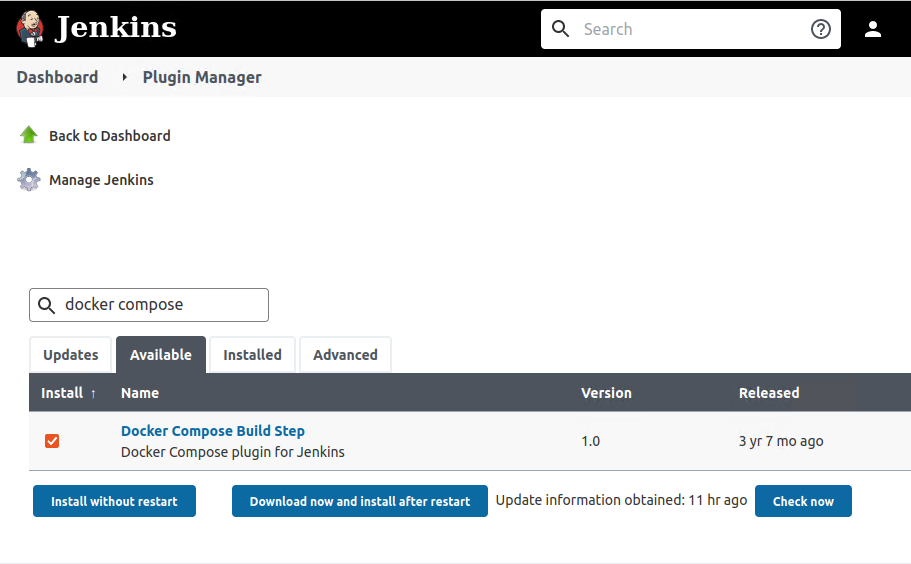 Jenkins
Search
Dashboard Plugin Manager
Back to Dashboard
Manage Jenkins
docker compose
Updates Available Installed Advanced
Install ↑ Name Version Released
Docker Compose Build Step 1.0 3 yr 7 mo ago
Docker Compose plugin for Jenkins
Install without restart Download now and install after restart Update information obtained: 11 hr ago Check now